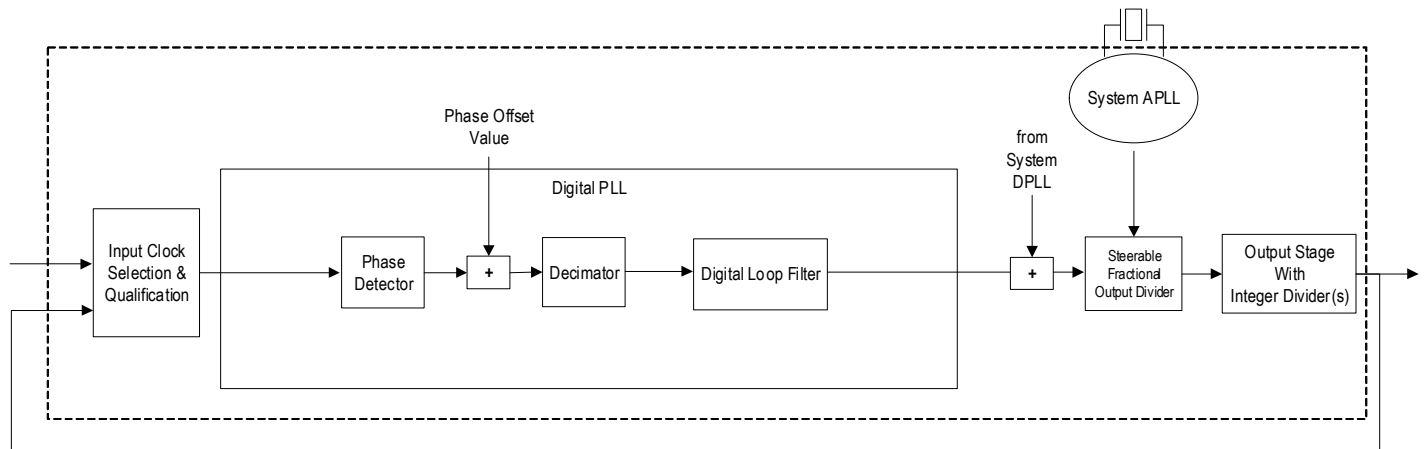 System APLL
Phase Offset
Value
from
System
DPLL
Digital PLL
Input Clock
Selection &
Qualification
Phase
Detector
+
Decimator
Digital Loop Filter
+
Steerable
Fractional
Output Divider
Output Stage
With
Integer Divider(s)